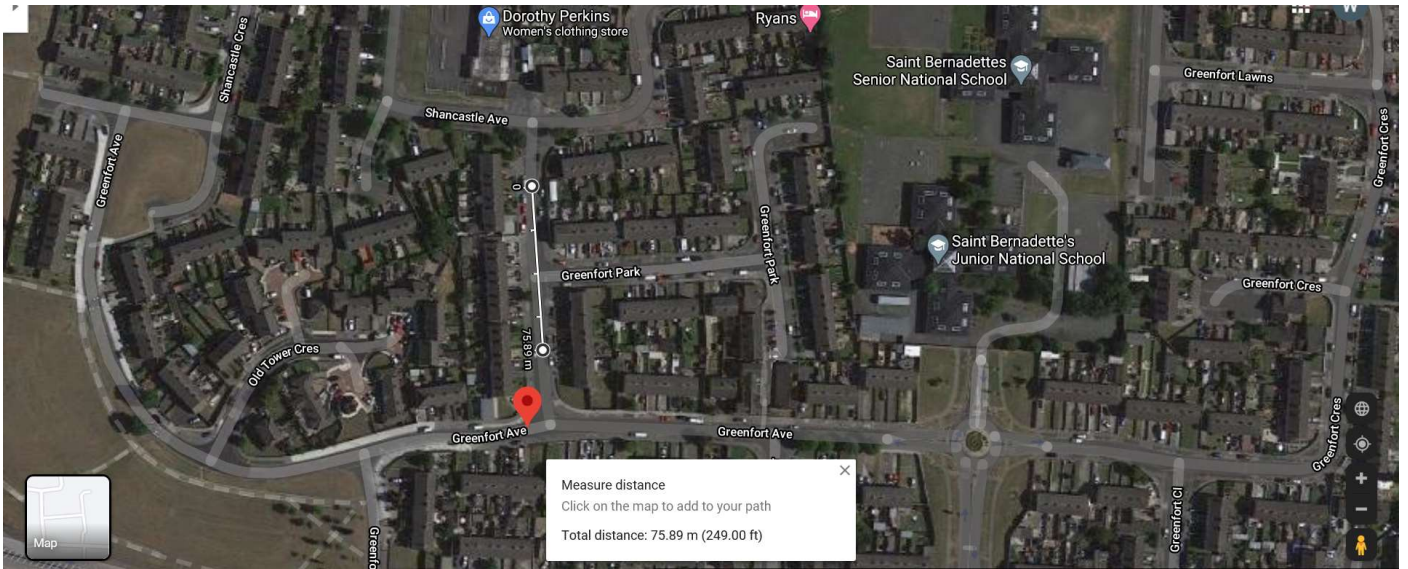 Dorothy Perkins
Women's clothing store
Ryans
W
Saint Bernadettes
Senior National School
Greenfort Lawns
Shancastle Cres
Shancastle Ave
Greenfort Ave
Greenfort Cres
0
Greenfort Park
Greenfort Park
Saint Bernadette's
Junior National School
Greenfort Cres
75.89 m
Old Tower Cres
Greenfort Ave
Greenfort Ave
Greenfort Cres
Measure distance
Click on the map to add to your path
Total distance: 75.89 m (249.00 ft)
Map
Greenfo
Greenfort Cl